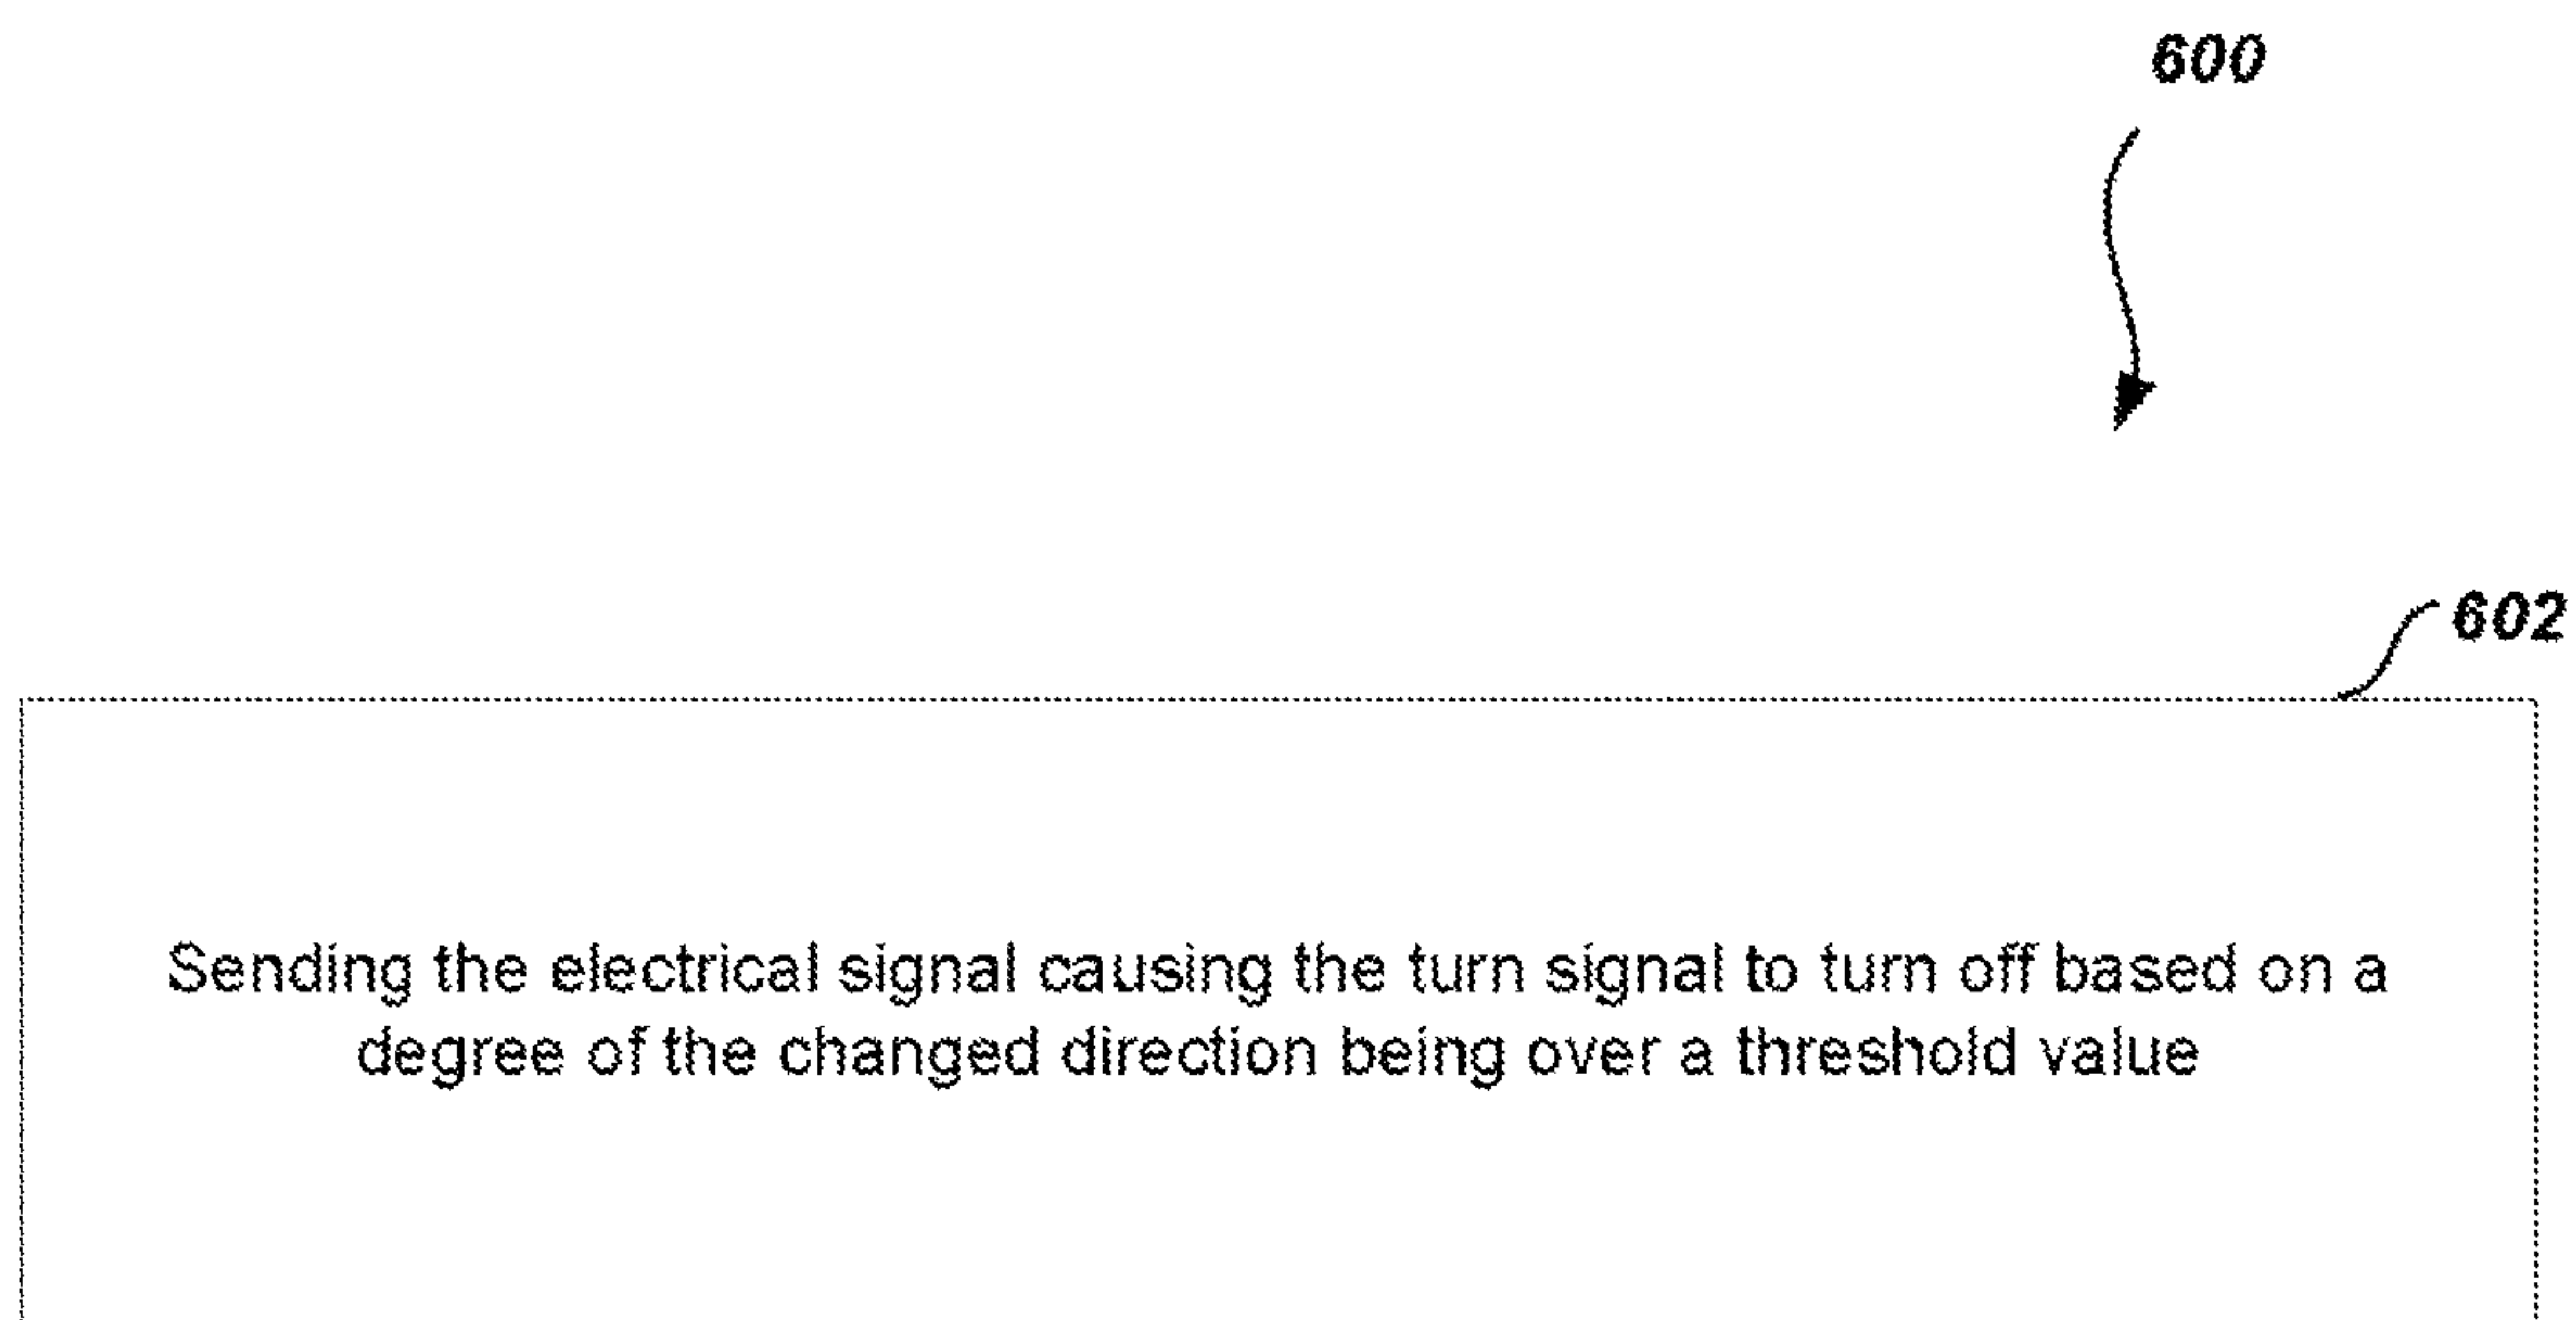 600
602
Sending the electrical signal causing the turn signal to turn off based on a
degree of the changed direction being over a threshold value